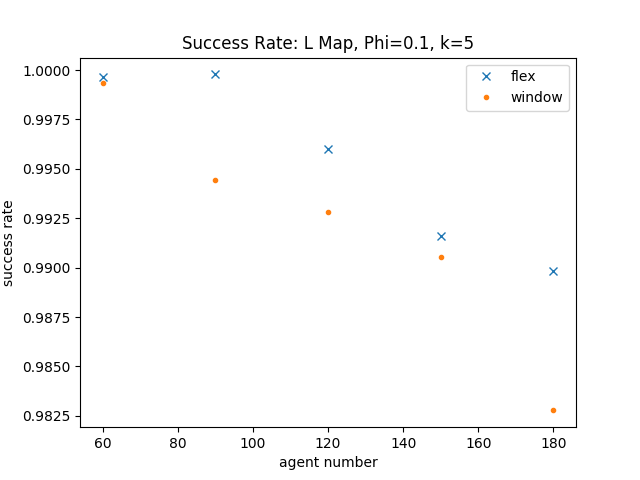 Success Rate: L Map, Phi=0.1, k=5
flex
window
1.0000
0.9975
0.9950
0.9925
0.9900
0.9875
0.9850
0.9825
success rate
60 80 100 120 140 160 180
agent number